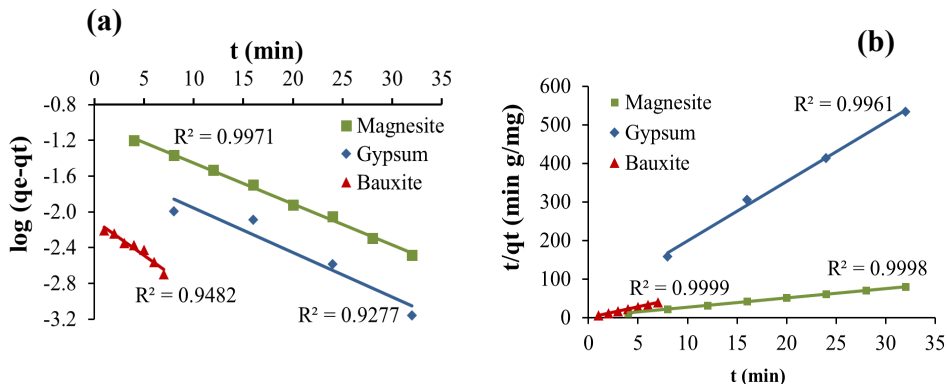 (a)
t (min)
0 5 10 15 20 25 30 35
-0.8
-1.2
-1.6
-2.0
-2.4
-2.8
-3.2
log (qe-qt)
R² = 0.9971
Magnesite
Gypsum
Bauxite
R² = 0.9482
R² = 0.9277
(b)
600
500
400
300
200
100
0
t/qt (min g/mg)
Magnesite
Gypsum
Bauxite
R² = 0.9961
R² = 0.9999
R² = 0.9998
0 5 10 15 20 25 30 35
t (min)